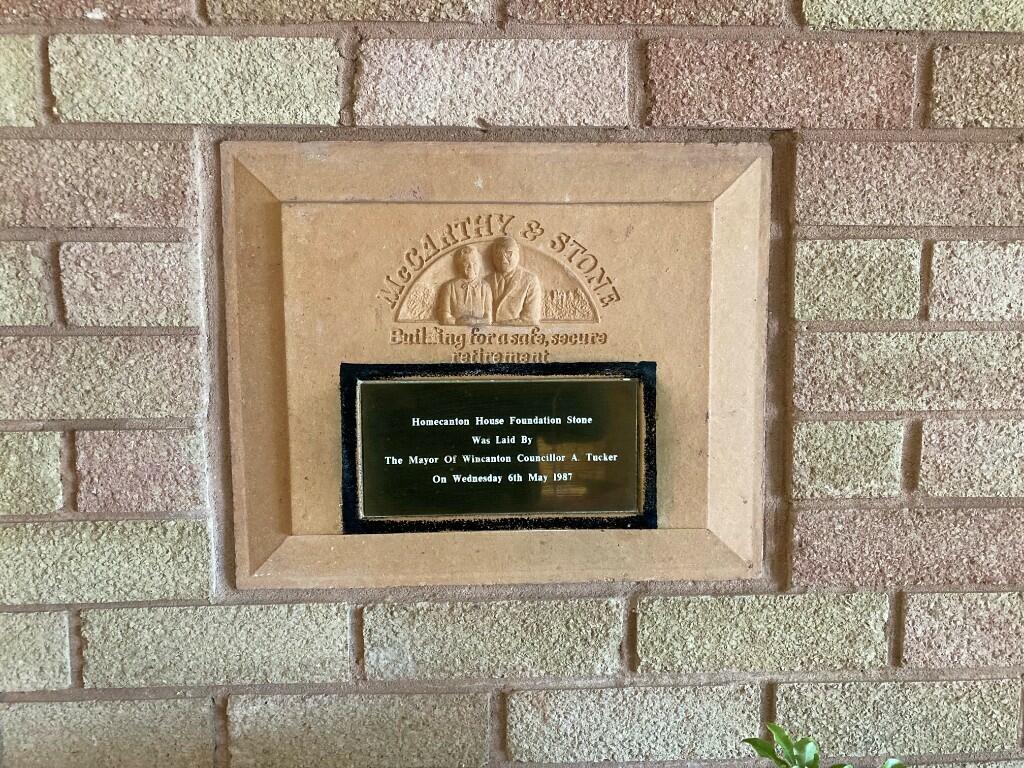 McCARTHY & STONE
Building for a safe, secure
retirement
Homecanton House Foundation Stone
Was Laid By
The Mayor Of Wincanton Councillor A. Tucker
On Wednesday 6th May 1987